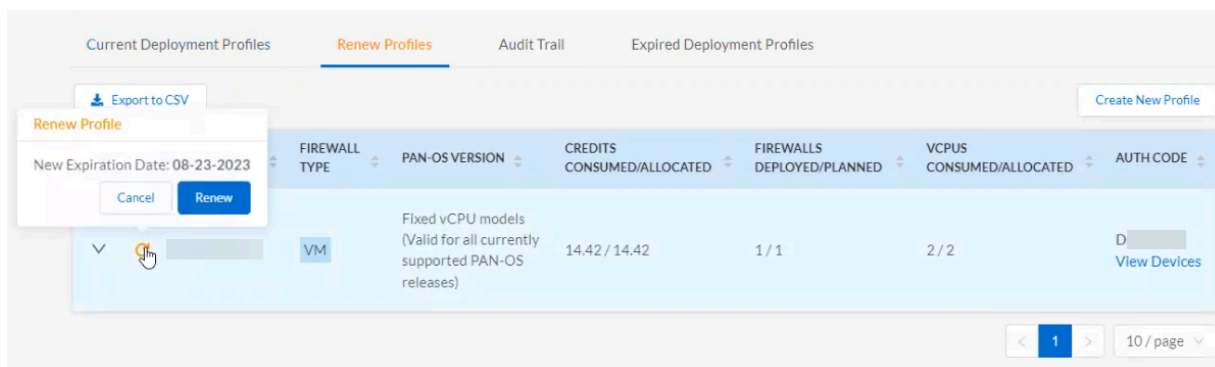 Current Deployment Profiles Renew Profiles Audit Trail Expired Deployment Profiles
Export to CSV Create New Profile
Renew Profile
New Expiration Date: 08-23-2023
Cancel Renew
FIREWALL TYPE
PAN-OS VERSION
CREDITS CONSUMED/ALLOCATED
FIREWALLS DEPLOYED/PLANNED
VCPUS CONSUMED/ALLOCATED
AUTH CODE
VM
Fixed vCPU models
(Valid for all currently
supported PAN-OS
releases)
14.42 / 14.42
1 / 1
2 / 2
D
View Devices
< 1 > 10 / page